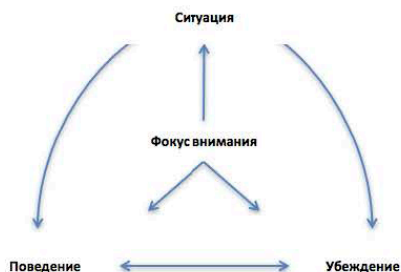 Ситуация
Фокус внимания
Поведение
Убеждение